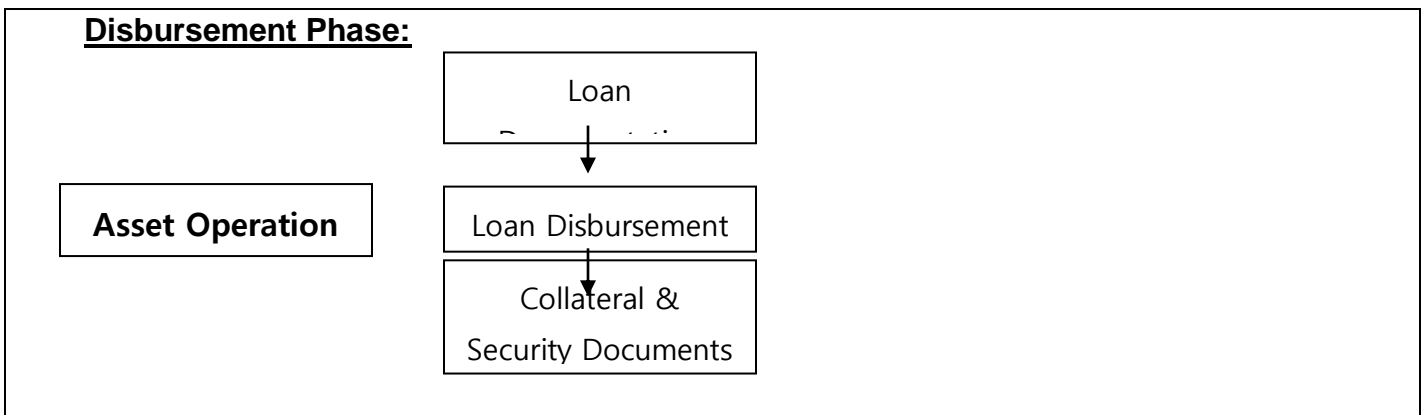 Disbursement Phase:
Loan
Asset Operation
Loan Disbursement
Collateral &
Security Documents